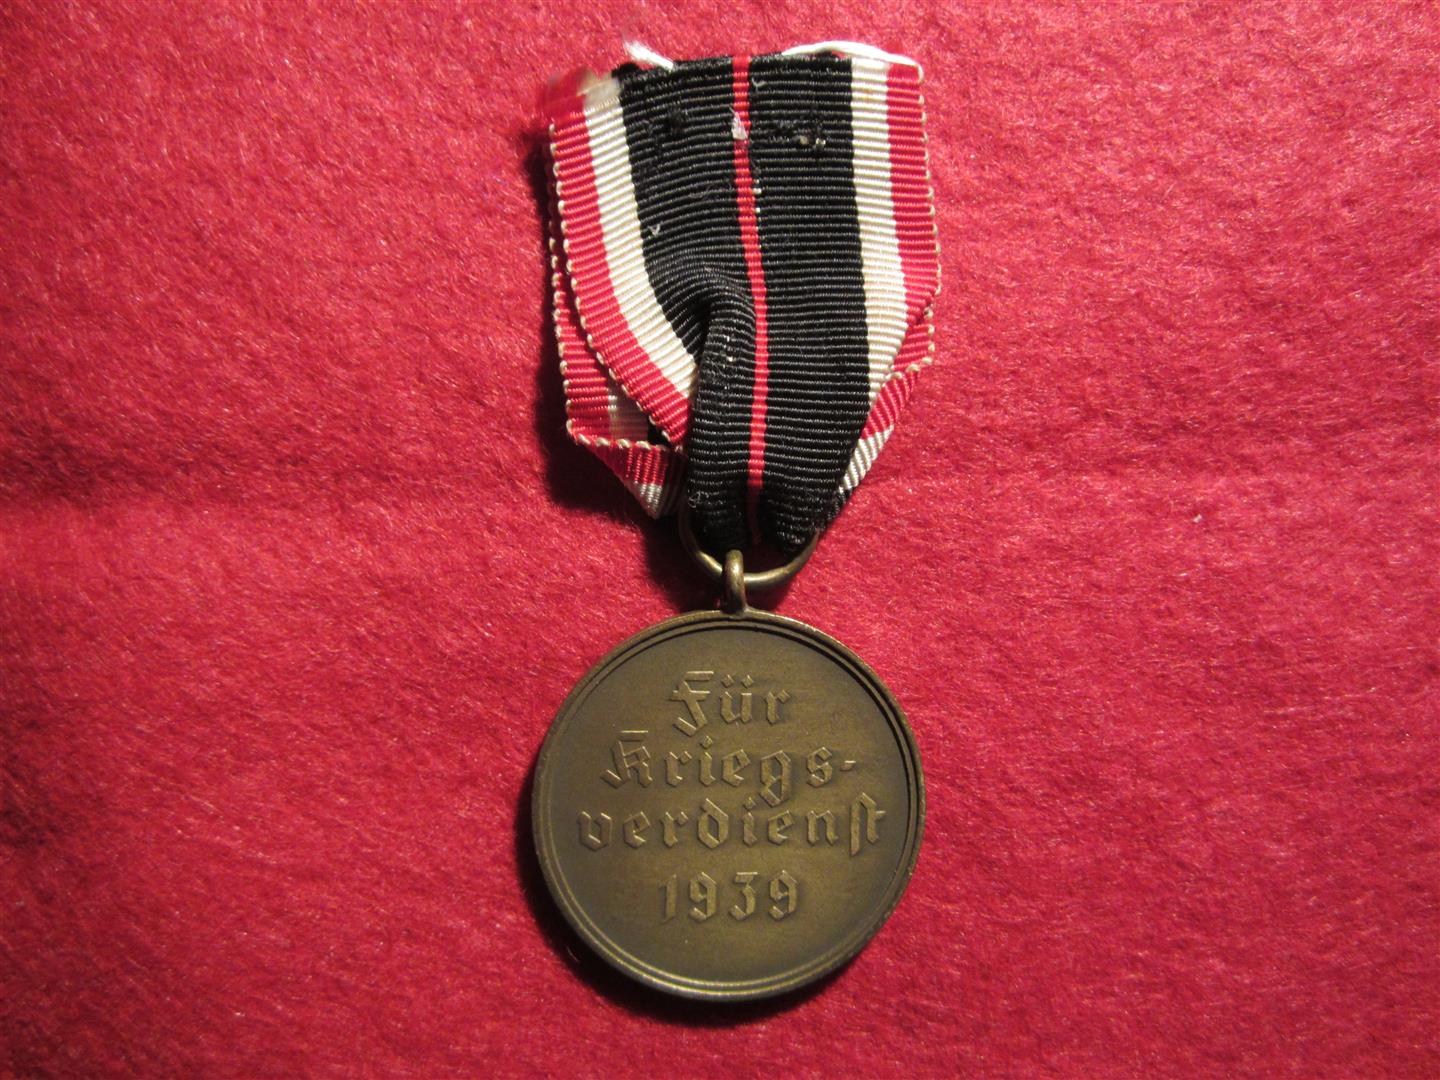 Für
Kriegs-
verdienst
1939